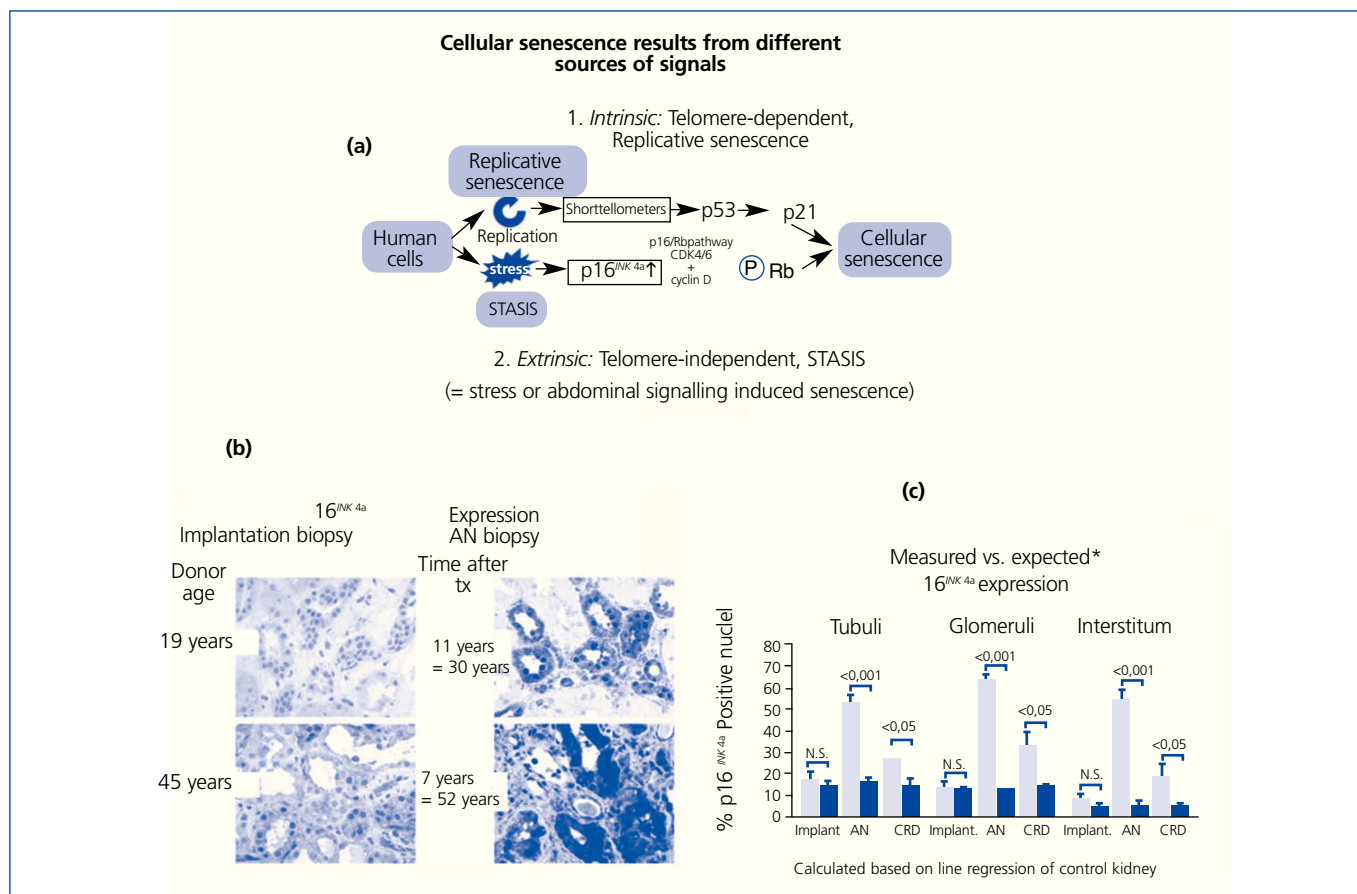 Cellular senescence results from different
sources of signals
1. Intrinsic: Telomere-dependent,
Replicative senescence
(a)
Replicative
senescence
Human
cells
Replication
Shorttellometers
p53
p21
Cellular
senescence
stress
p16INK 4a↑
p16/Rbpathway
CDK4/6
+
cyclin D
P Rb
STASIS
2. Extrinsic: Telomere-independent, STASIS
(= stress or abdominal signalling induced senescence)
(b)
16INK 4a
Implantation biopsy
Expression
AN biopsy
Donor
age
Time after
tx
19 years
11 years
= 30 years
45 years
7 years
= 52 years
(c)
Measured vs. expected*
16INK 4a expression
Tubuli Glomeruli Interstitum
% p16 INK 4a Positive nuclei
80
70
60
50
40
30
20
10
0
N.S. <0,001 <0,05
N.S. <0,001 <0,05
N.S. <0,001 <0,05
Implant AN CRD Implant. AN CRD Implant. AN CRD
Calculated based on line regression of control kidney